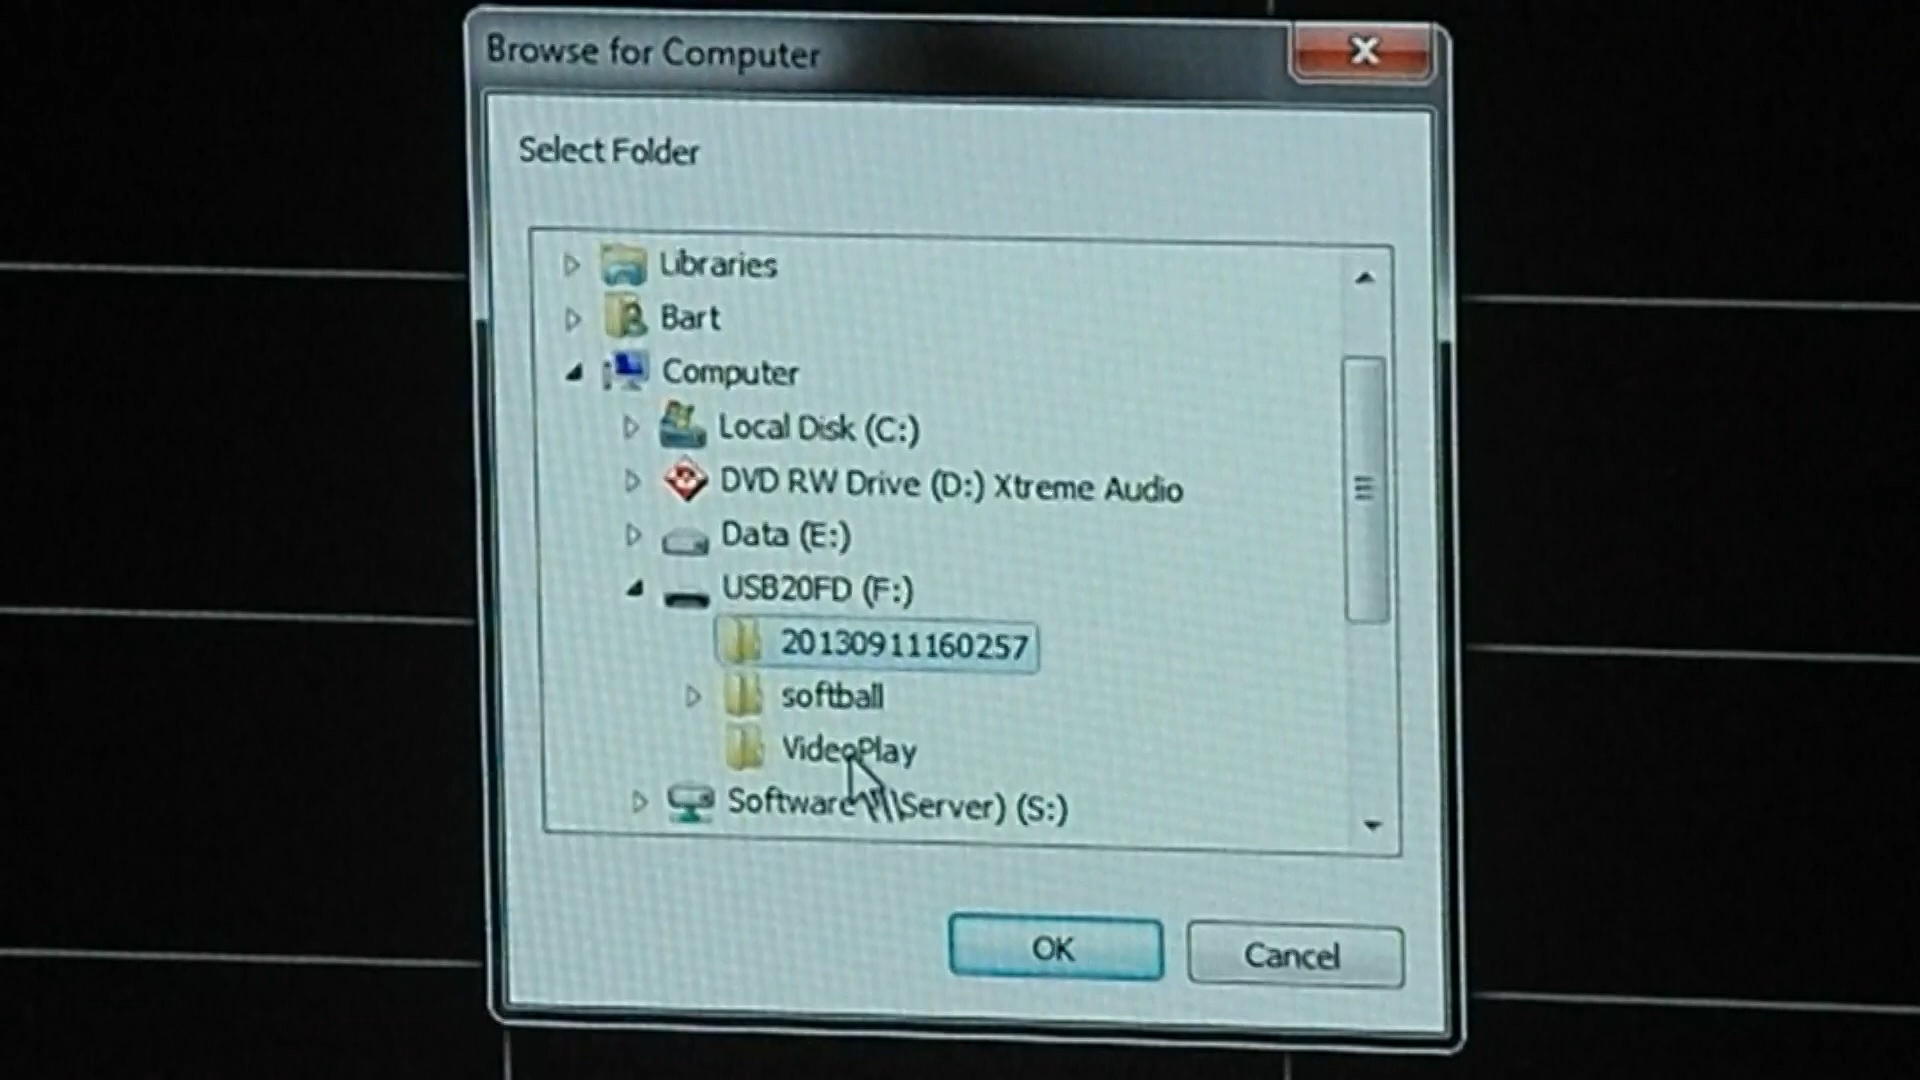 Browse for Computer
Select Folder
Libraries
Bart
Computer
Local Disk (C:)
DVD RW Drive (D:) Xtreme Audio
Data (E:)
USB20FD (F:)
20130911160257
softball
VideoPlay
Software (\\Server) (S:)
OK
Cancel